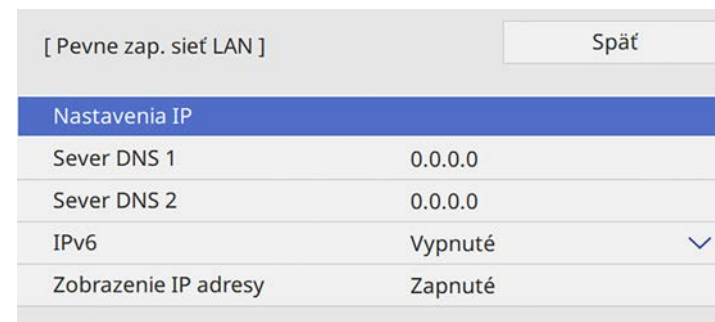 [ Pevne zap. sieť LAN ] Späť
Nastavenia IP
Sever DNS 1 0.0.0.0
Sever DNS 2 0.0.0.0
IPv6 Vypnuté
Zobrazenie IP adresy Zapnuté